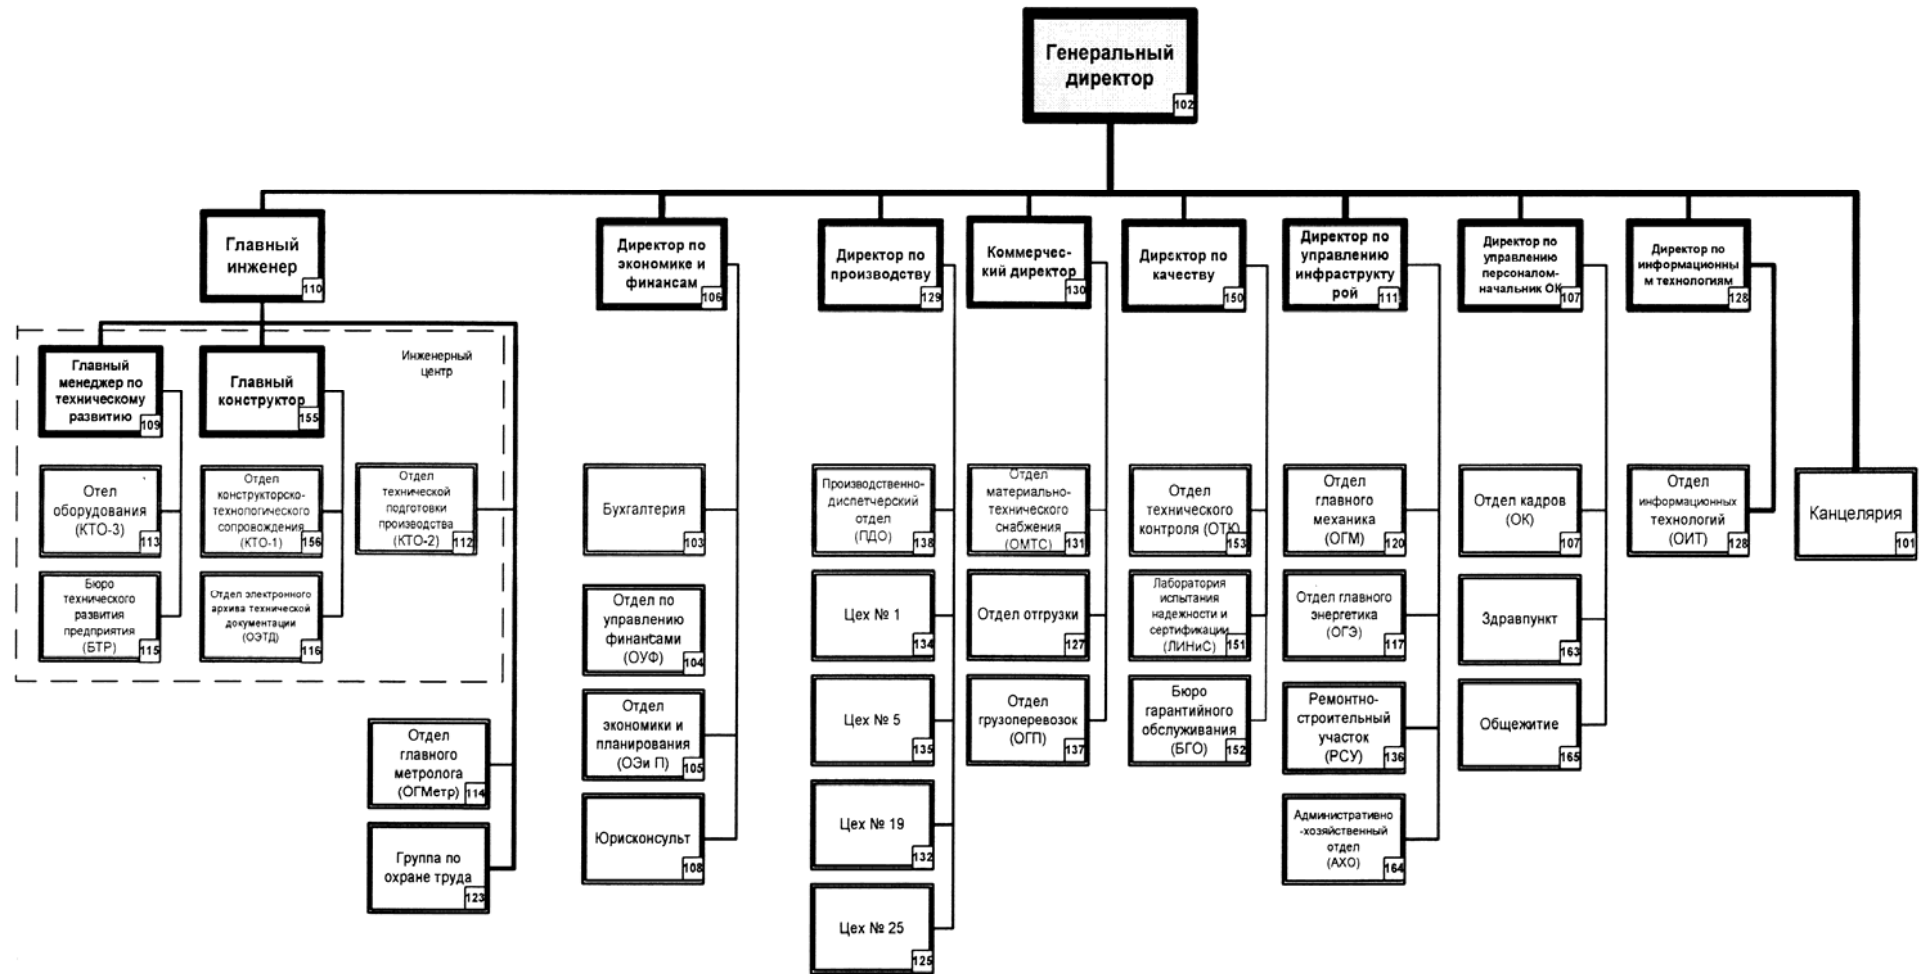 Генеральный
директор
102
Главный
инженер
110
Директор по
экономике и
финансам
106
Директор по
производству
129
Коммерчес-
кий директор
130
Директор по
качеству
150
Директор по
управлению
инфраструкту
рой
111
Директор по
управлению
персоналом-
начальник ОК
107
Директор по
информационны
м технологиям
128
Инженерный
центр
Главный
менеджер по
техническому
развитию
109
Главный
конструктор
155
Отел
оборудования
(КТО-3)
113
Отдел
конструкторско-
технологического
сопровождения
(КТО-1)
156
Отдел
технической
подготовки
производства
(КТО-2)
112
Бухгалтерия
103
Производственно-
диспетчерский
отдел
(ПДО)
138
Отдел
материально-
технического
снабжения
(ОМТС)
131
Отдел
технического
контроля (ОТК)
153
Отдел
главного
механика
(ОГМ)
120
Отдел кадров
(ОК)
107
Отдел
информационных
технологий
(ОИТ)
128
Канцелярия
101
Бюро
технического
развития
предприятия
(БТР)
115
Отдел электронного
архива технической
документации
(ОЭТД)
116
Отдел по
управлению
финансами
(ОУФ)
104
Цех № 1
134
Отдел отгрузки
127
Лаборатория
испытания
надежности и
сертификации
(ЛИНиС)
151
Отдел главного
энергетика
(ОГЭ)
117
Здравпункт
163
Отдел
экономики и
планирования
(ОЭи П)
105
Цех № 5
135
Отдел
грузоперевозок
(ОГП)
137
Бюро
гарантийного
обслуживания
(БГО)
152
Ремонтно-
строительный
участок
(РСУ)
136
Общежитие
165
Отдел
главного
метролога
(ОГМетр)
114
Юрисконсульт
108
Цех № 19
132
Административно
-хозяйственный
отдел
(АХО)
164
Группа по
охране труда
123
Цех № 25
125